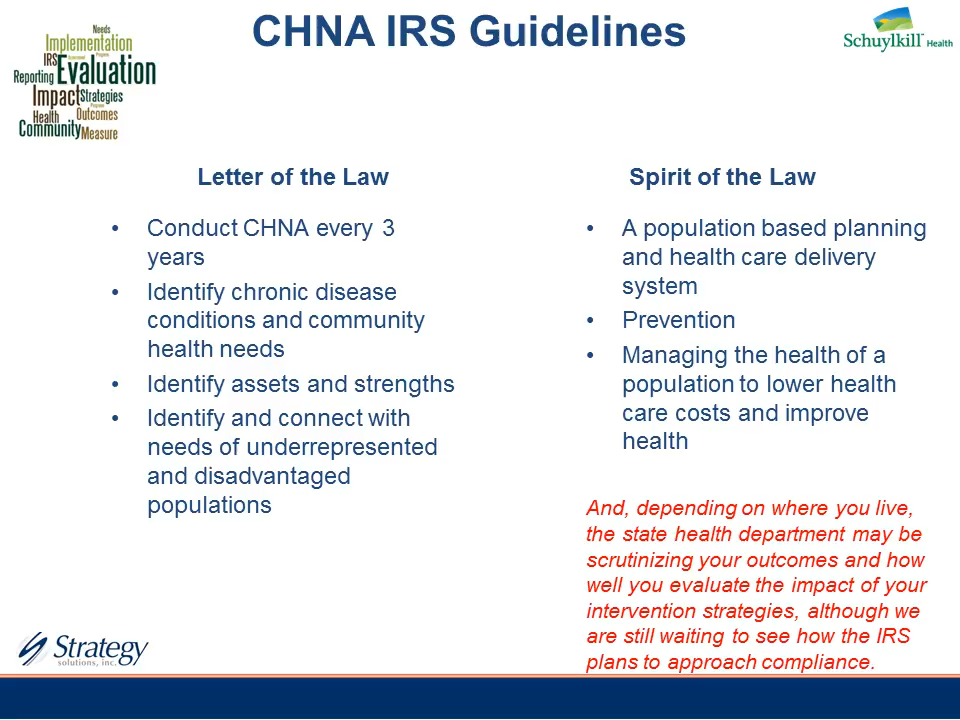 CHNA IRS Guidelines
Needs
Implementation
IRS
Reporting Evaluation
Impact Strategies
Health Outcomes
Community Measure
Schuylkill Health
Letter of the Law
• Conduct CHNA every 3
years
• Identify chronic disease
conditions and community
health needs
• Identify assets and strengths
• Identify and connect with
needs of underrepresented
and disadvantaged
populations
Spirit of the Law
• A population based planning
and health care delivery
system
• Prevention
• Managing the health of a
population to lower health
care costs and improve
health
And, depending on where you live,
the state health department may be
scrutinizing your outcomes and how
well you evaluate the impact of your
intervention strategies, although we
are still waiting to see how the IRS
plans to approach compliance.
Strategy
solutions, inc.